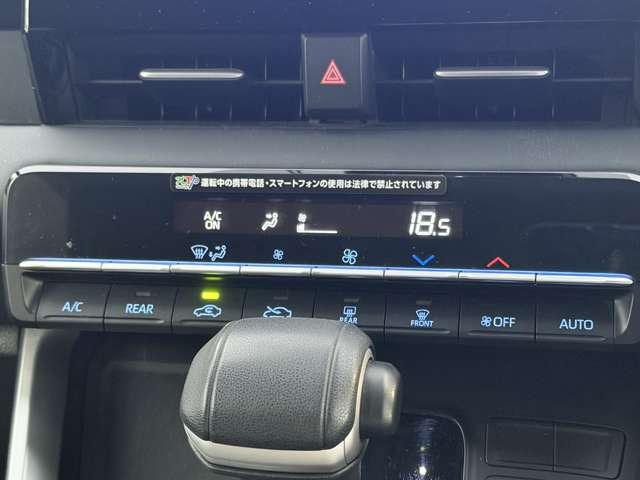 運転中の携帯電話・スマートフォンの使用は法律で禁止されています
A/C ON 18.5
A/C REAR REAR FRONT OFF AUTO